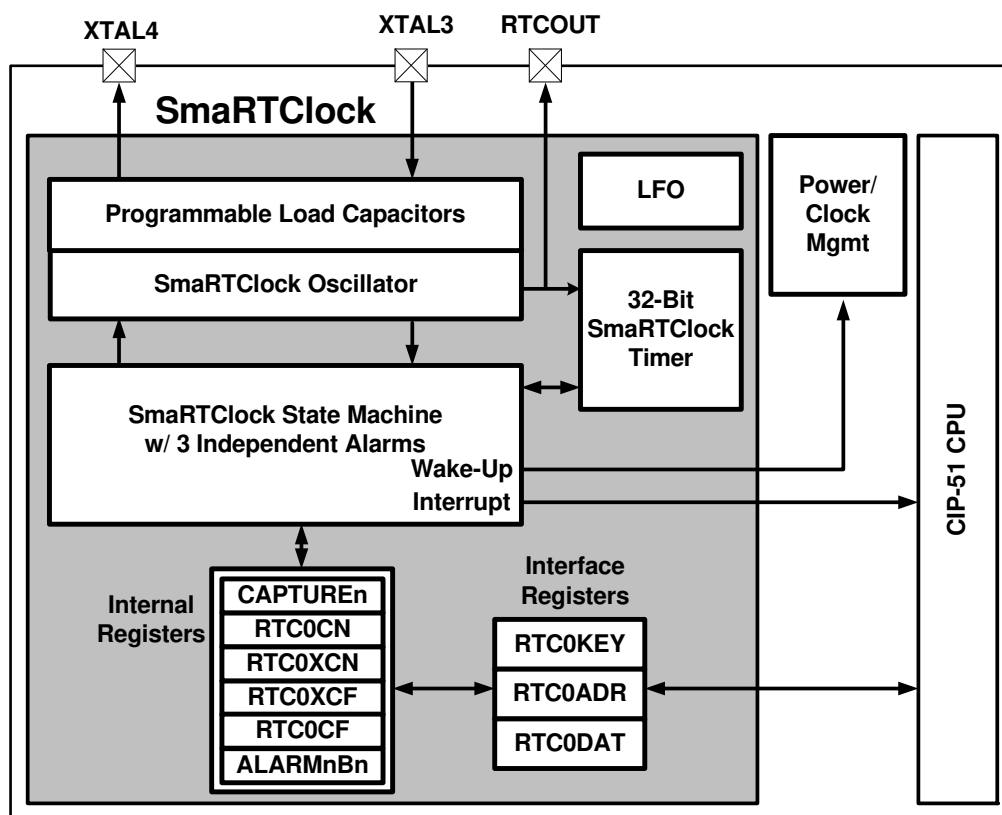 XTAL4
XTAL3
RTCOUT
SmaRTClock
Programmable Load Capacitors
LFO
Power/
Clock
Mgmt
SmaRTClock Oscillator
32-Bit
SmaRTClock
Timer
SmaRTClock State Machine
w/ 3 Independent Alarms
Wake-Up
Interrupt
CIP-51 CPU
Internal
Registers
CAPTUREn
RTC0CN
RTC0XCN
RTC0XCF
RTC0CF
ALARMnBn
Interface
Registers
RTC0KEY
RTC0ADR
RTC0DAT